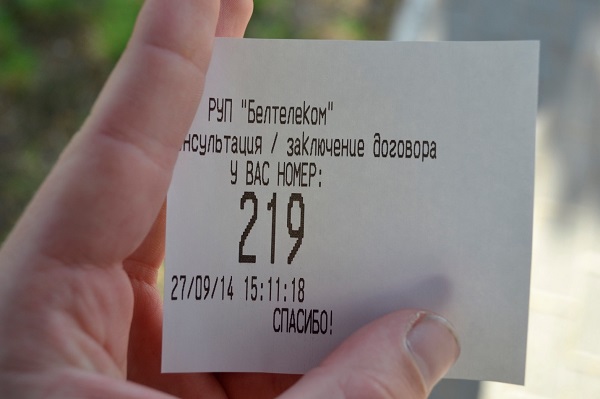 РУП "Белтелеком"
нсультация / заключение договора
У ВАС НОМЕР:
219
27/09/14 15:11:18
СПАСИБО!